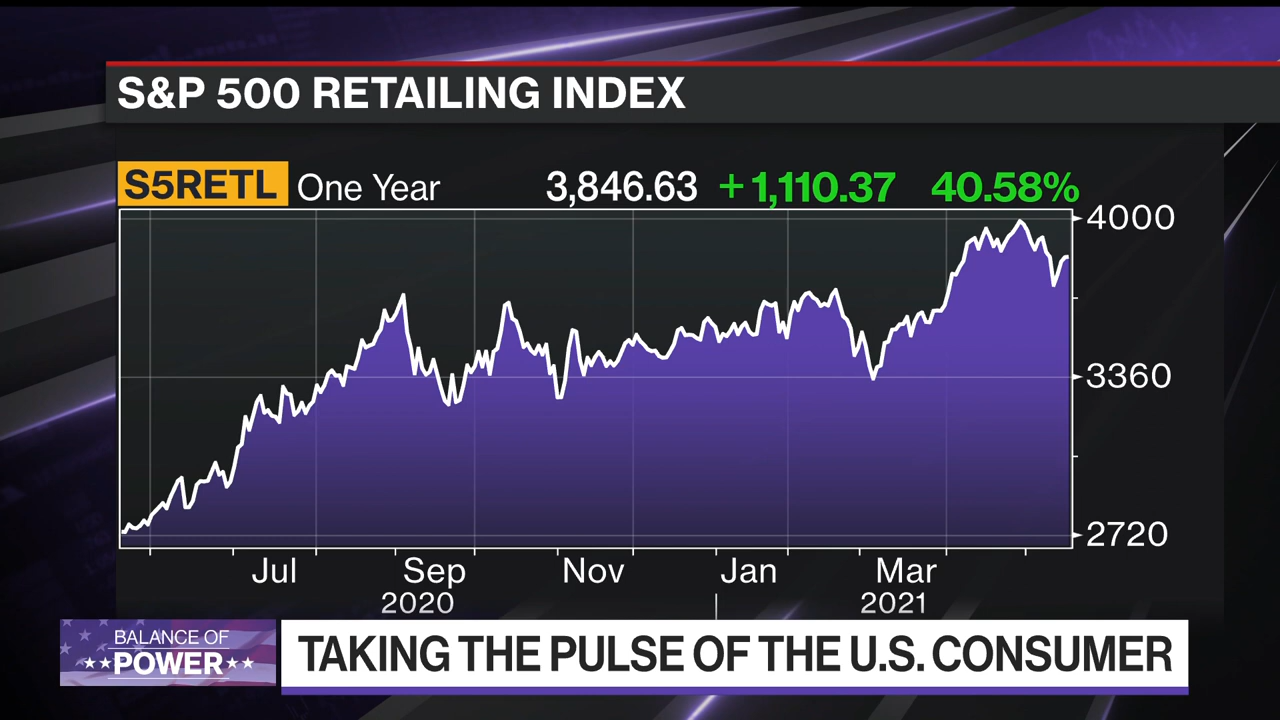 S&P 500 RETAILING INDEX
S5RETL One Year 3,846.63 +1,110.37 40.58%
4000
3360
2720
Jul Sep Nov Jan Mar
2020 2021
BALANCE OF
POWER
TAKING THE PULSE OF THE U.S. CONSUMER